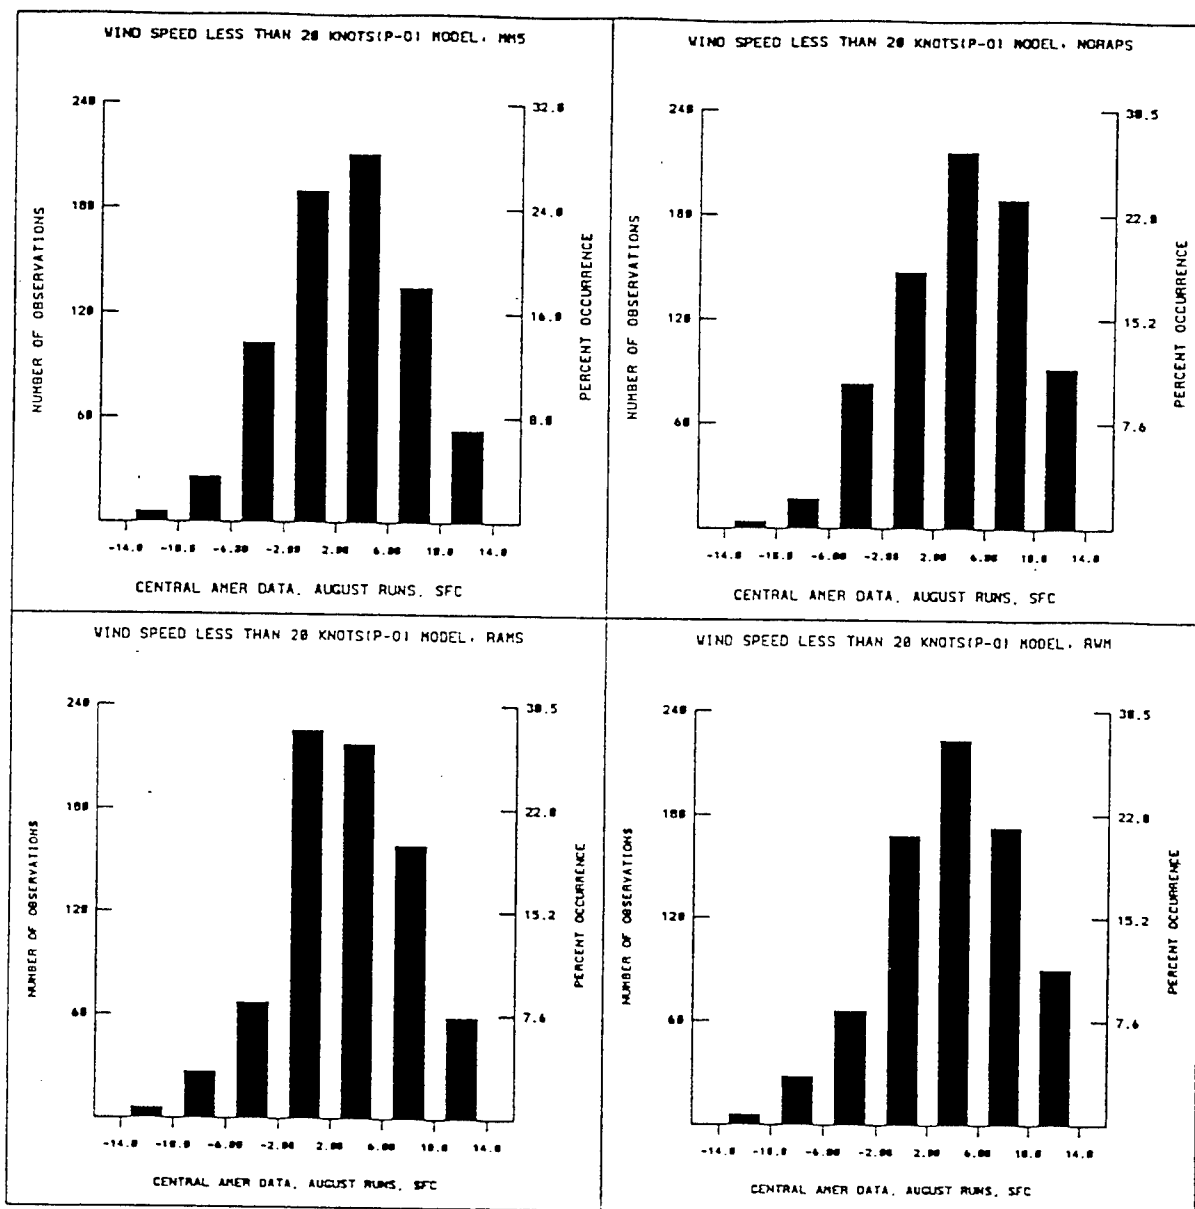 WIND SPEED LESS THAN 20 KNOTS(P-O) MODEL, MM5
240
180
120
60
NUMBER OF OBSERVATIONS
32.0
24.0
16.0
8.0
PERCENT OCCURRENCE
-14.0 -10.0 -6.00 -2.00 2.00 6.00 10.0 14.0
CENTRAL AMER DATA, AUGUST RUNS, SFC
WIND SPEED LESS THAN 20 KNOTS(P-O) MODEL, NORAPS
240
180
120
60
NUMBER OF OBSERVATIONS
30.5
22.8
15.2
7.6
PERCENT OCCURRENCE
-14.0 -10.0 -6.00 -2.00 2.00 6.00 10.0 14.0
CENTRAL AMER DATA, AUGUST RUNS, SFC
WIND SPEED LESS THAN 20 KNOTS(P-O) MODEL, RAMS
240
180
120
60
NUMBER OF OBSERVATIONS
30.5
22.8
15.2
7.6
PERCENT OCCURRENCE
-14.0 -10.0 -6.00 -2.00 2.00 6.00 10.0 14.0
CENTRAL AMER DATA, AUGUST RUNS, SFC
WIND SPEED LESS THAN 20 KNOTS(P-O) MODEL, RWM
240
180
120
60
NUMBER OF OBSERVATIONS
30.5
22.8
15.2
7.6
PERCENT OCCURRENCE
-14.0 -10.0 -6.00 -2.00 2.00 6.00 10.0 14.0
CENTRAL AMER DATA, AUGUST RUNS, SFC